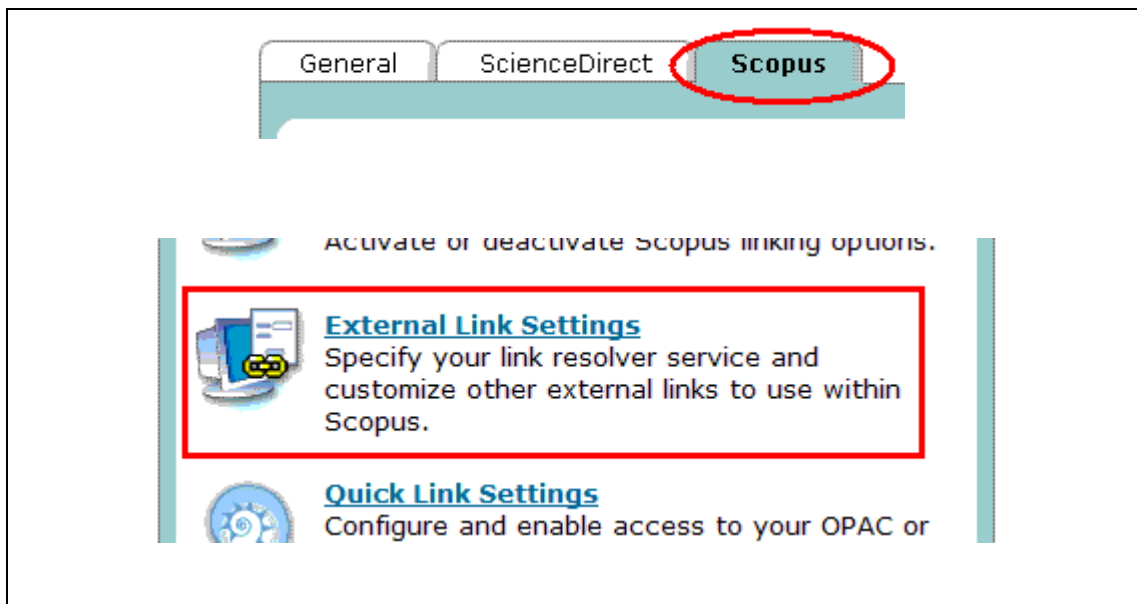 General ScienceDirect Scopus
Activate or deactivate Scopus linking options.
External Link Settings
Specify your link resolver service and
customize other external links to use within
Scopus.
Quick Link Settings
Configure and enable access to your OPAC or